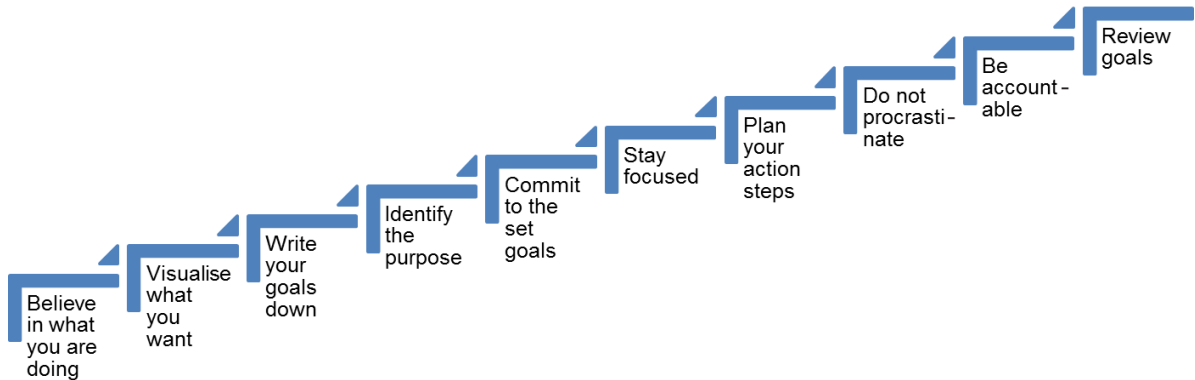 Believe
in what
you are
doing
Visualise
what
you
want
Write
your
goals
down
Identify
the
purpose
Commit
to the
set
goals
Stay
focused
Plan
your
action
steps
Do not
procrasti-
nate
Be
account-
able
Review
goals